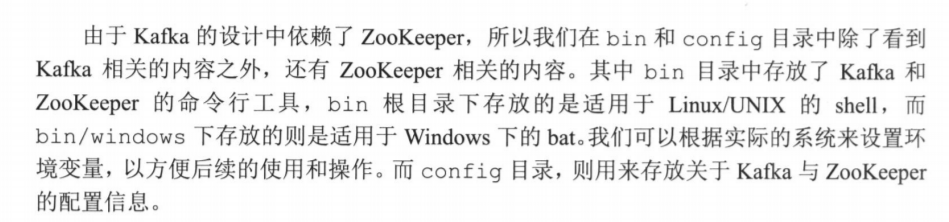 由于 Kafka 的设计中依赖了 ZooKeeper，所以我们在 bin 和 config 目录中除了看到
Kafka 相关的内容之外，还有 ZooKeeper 相关的内容。其中 bin 目录中存放了 Kafka 和
ZooKeeper 的命令行工具，bin 根目录下存放的是适用于 Linux/UNIX 的 shell，而
bin/windows 下存放的则是适用于 Windows 下的 bat。我们可以根据实际的系统来设置环
境变量，以方便后续的使用和操作。而 config 目录，则用来存放关于 Kafka 与 ZooKeeper
的配置信息。